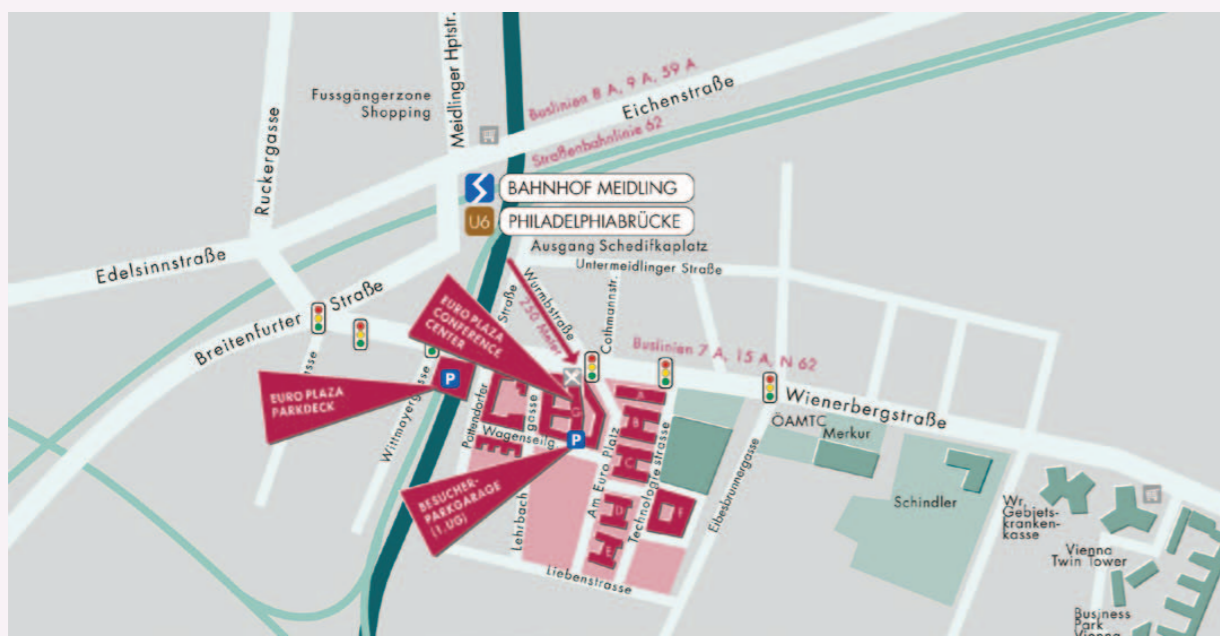 Meidlinger Hptstr.
Buslinien 8 A, 9 A, 59 A
Eichenstraße
Fussgängerzone
Shopping
Straßenbahnlinie 62
Ruckergasse
BAHNHOF MEIDLING
U6
PHILADELPHIABRÜCKE
Ausgang Schedifkaplatz
Untermeidlinger Straße
Edelsinnstraße
Breitenfurter Straße
Wurmbstraße
250 Meter
Cothmannstr.
EURO PLAZA
CONFERENCE
CENTER
Buslinien 7 A, 15 A, N 62
EURO PLAZA
PARKDECK
P
Wittmayergasse
Pottendorfer
Straße
Wagenseilg
gasse
G
P
A
B
C
D
E
F
Wienerbergstraße
ÖAMTC
Merkur
BESUCHER-
PARKGARAGE
(1.UG)
Lehrbach
Am Euro Platz
Technologiestrasse
Eibesbrunnergasse
Schindler
Wr.
Gebiets-
kranken-
kasse
Vienna
Twin Tower
Liebenstrasse
Business
Park
Vienna